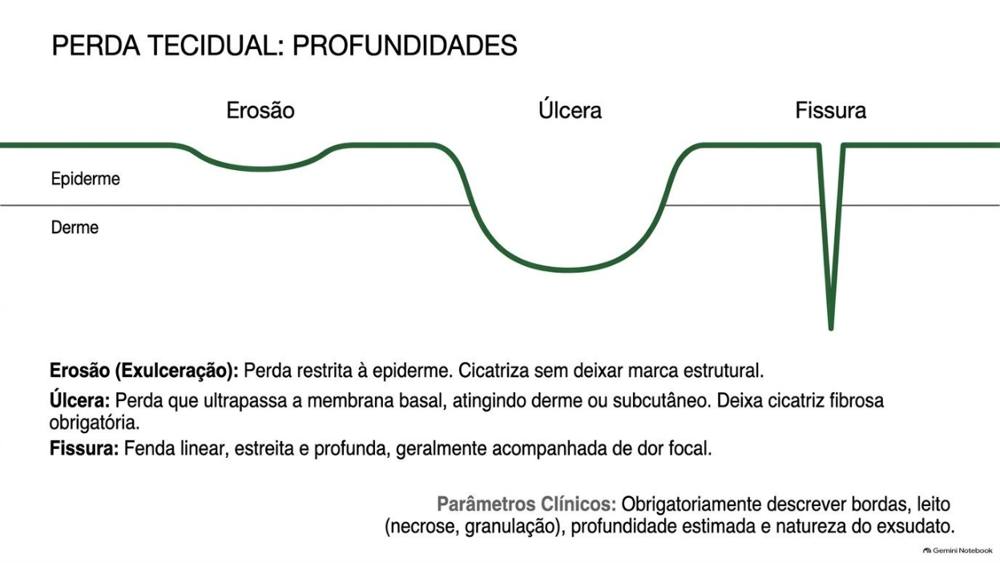 PERDA TECIDUAL: PROFUNDIDADES
Erosão
Úlcera
Fissura
Epiderme
Derme
Erosão (Exulceração): Perda restrita à epiderme. Cicatriza sem deixar marca estrutural.
Úlcera: Perda que ultrapassa a membrana basal, atingindo derme ou subcutâneo. Deixa cicatriz fibrosa
obrigatória.
Fissura: Fenda linear, estreita e profunda, geralmente acompanhada de dor focal.
Parâmetros Clínicos: Obrigatoriamente descrever bordas, leito
(necrose, granulação), profundidade estimada e natureza do exsudato.
Gemini Notebook